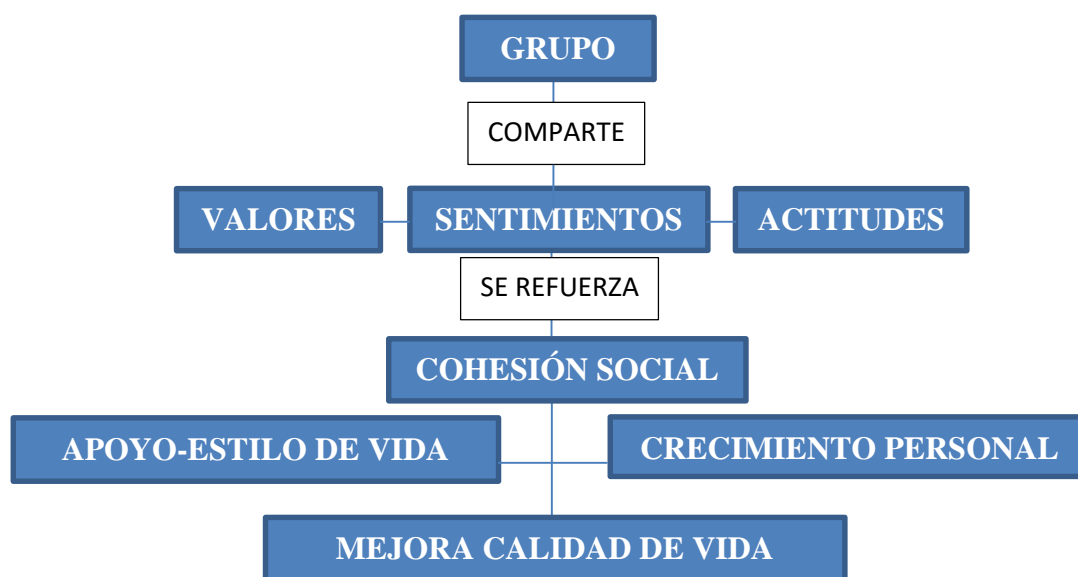 GRUPO
COMPARTE
VALORES
SENTIMIENTOS
ACTITUDES
SE REFUERZA
COHESIÓN SOCIAL
APOYO-ESTILO DE VIDA
CRECIMIENTO PERSONAL
MEJORA CALIDAD DE VIDA